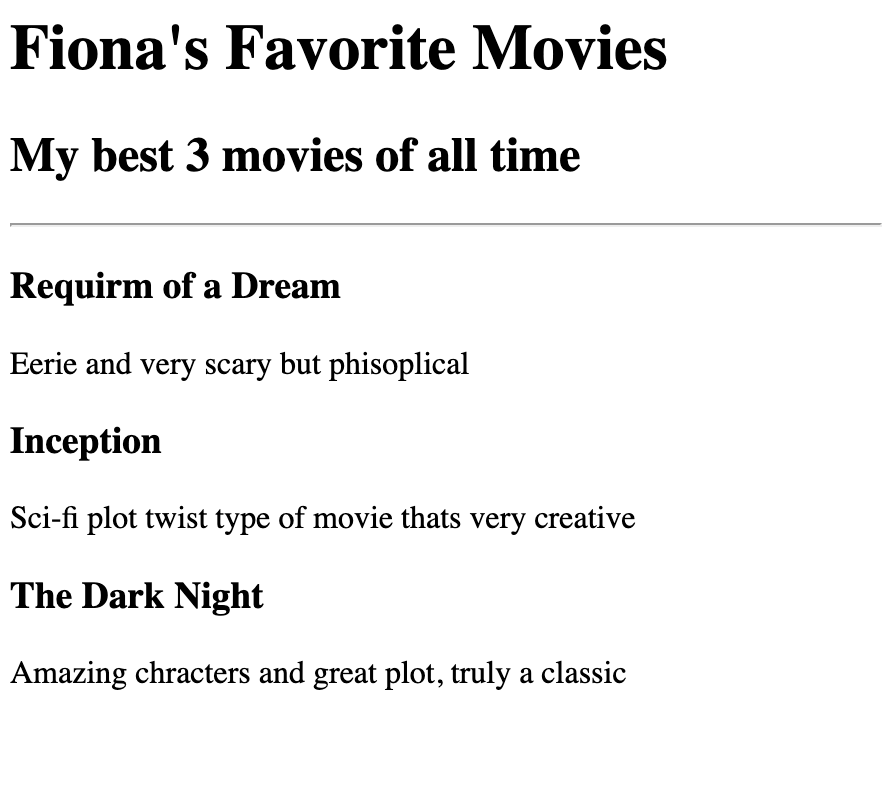 Fiona's Favorite Movies
My best 3 movies of all time
Requirm of a Dream
Eerie and very scary but phisoplical
Inception
Sci-fi plot twist type of movie thats very creative
The Dark Night
Amazing chracters and great plot, truly a classic